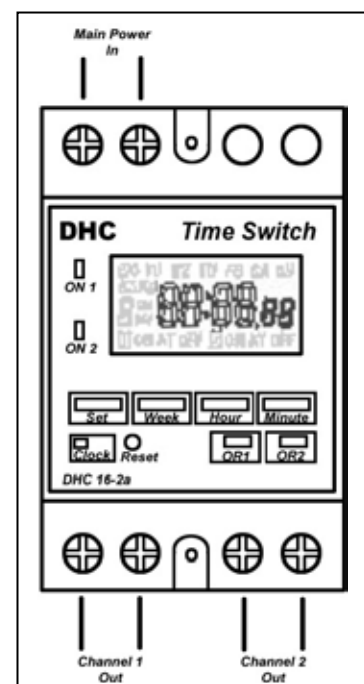 Main Power
In
DHC Time Switch
ON 1
ON 2
Set Week Hour Minute
Clock Reset OR1 OR2
DHC 16-2a
Channel 1
Out
Channel 2
Out